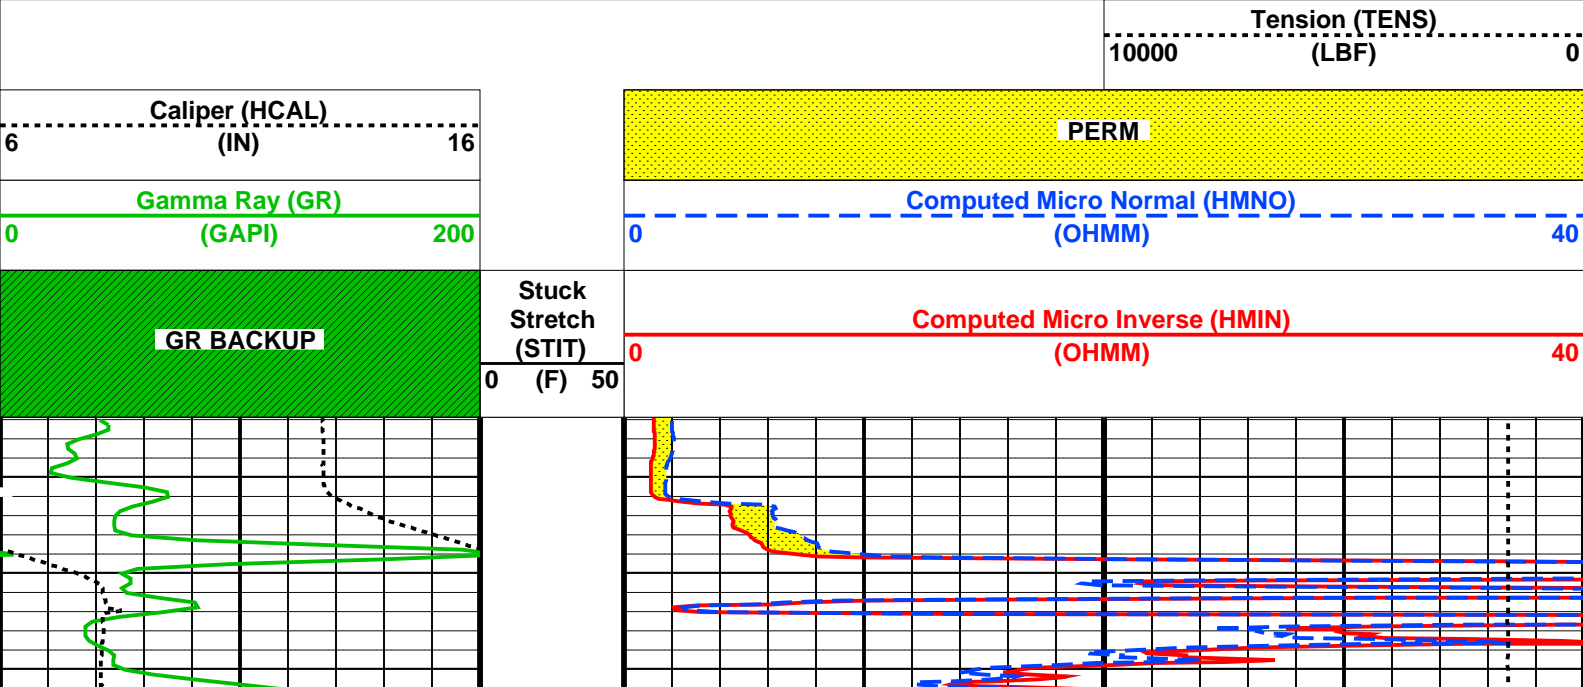 Tension (TENS)
10000 (LBF) 0
Caliper (HCAL)
6 (IN) 16
PERM
Gamma Ray (GR)
0 (GAPI) 200
Computed Micro Normal (HMNO)
0 (OHMM) 40
GR BACKUP
Stuck
Stretch
(STIT)
0 (F) 50
Computed Micro Inverse (HMIN)
0 (OHMM) 40